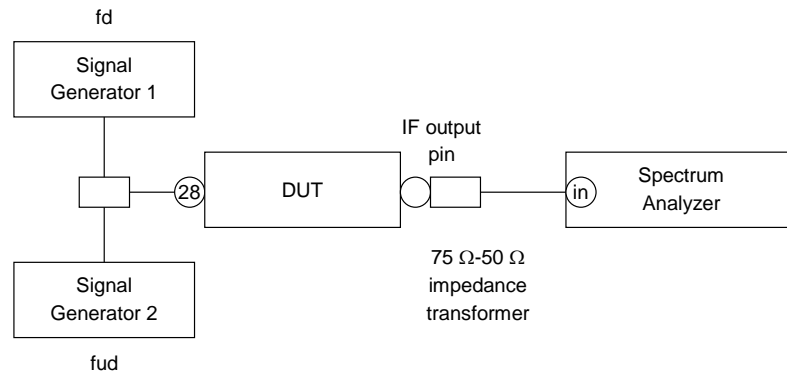 fd
Signal
Generator 1
IF output
pin
28
DUT
in
Spectrum
Analyzer
75 Ω-50 Ω
impedance
transformer
Signal
Generator 2
fud